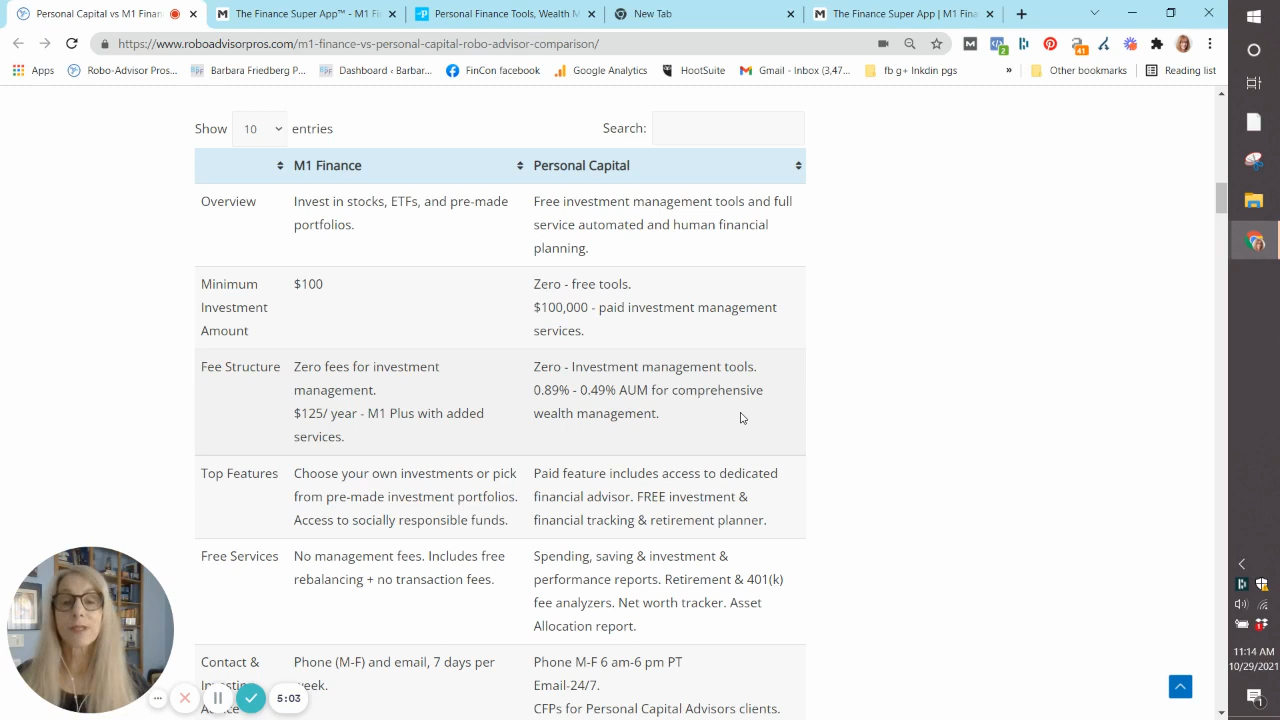 Personal Capital vs M1 Finan
The Finance Super App™ - M1 Fi
Personal Finance Tools, Wealth M
New Tab
The Finance Super App | M1 Fina
https://www.roboadvisorpros.com/m1-finance-vs-personal-capital-robo-advisor-comparison/
2
41
Apps
Robo-Advisor Pros...
Barbara Friedberg P...
Dashboard ‹ Barbar...
FinCon facebook
Google Analytics
HootSuite
Gmail - Inbox (3,47...
fb g+ lnkdin pgs
»
Other bookmarks
Reading list
Show 10 entries
Search:
M1 Finance
Personal Capital
Overview
Invest in stocks, ETFs, and pre-made
portfolios.
Free investment management tools and full
service automated and human financial
planning.
Minimum
Investment
Amount
$100
Zero - free tools.
$100,000 - paid investment management
services.
Fee Structure
Zero fees for investment
management.
$125/ year - M1 Plus with added
services.
Zero - Investment management tools.
0.89% - 0.49% AUM for comprehensive
wealth management.
Top Features
Choose your own investments or pick
from pre-made investment portfolios.
Access to socially responsible funds.
Paid feature includes access to dedicated
financial advisor. FREE investment &
financial tracking & retirement planner.
Free Services
No management fees. Includes free
rebalancing + no transaction fees.
Spending, saving & investment &
performance reports. Retirement & 401(k)
fee analyzers. Net worth tracker. Asset
Allocation report.
Contact &
Phone (M-F) and email, 7 days per
week.
Phone M-F 6 am-6 pm PT
Email-24/7.
CFPs for Personal Capital Advisors clients.
5:03
11:14 AM
10/29/2021
1